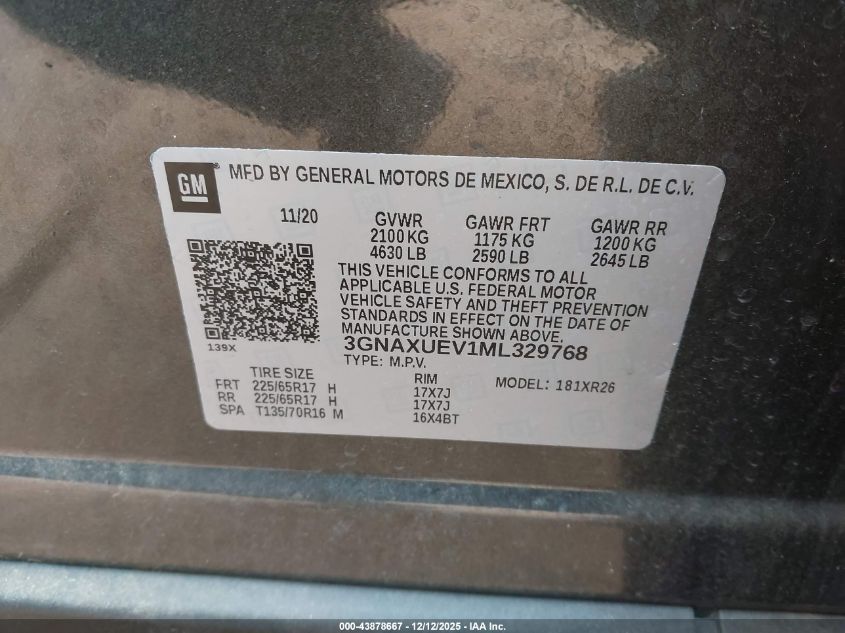 GM
MFD BY GENERAL MOTORS DE MEXICO, S. DE R.L. DE C.V.
11/20 GVWR GAWR FRT GAWR RR
2100 KG 1175 KG 1200 KG
4630 LB 2590 LB 2645 LB
THIS VEHICLE CONFORMS TO ALL
APPLICABLE U.S. FEDERAL MOTOR
VEHICLE SAFETY AND THEFT PREVENTION
STANDARDS IN EFFECT ON THE DATE OF
MANUFACTURE SHOWN ABOVE.
139X
3GNAXUEV1ML329768
TYPE: M.P.V.
TIRE SIZE RIM MODEL: 181XR26
FRT 225/65R17 H 17X7J
RR 225/65R17 H 17X7J
SPA T135/70R16 M 16X4BT
000-43878667 - 12/12/2025 - IAA Inc.